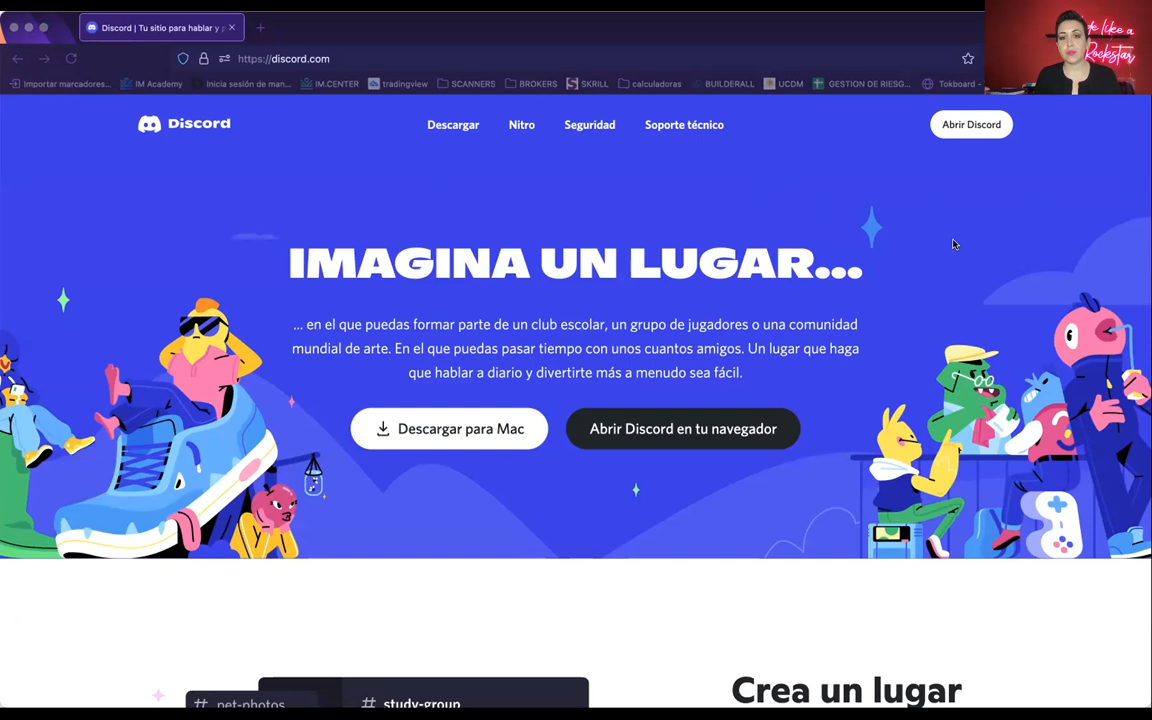 Discord | Tu sitio para hablar y
https://discord.com
Importar marcadores...
IM Academy
Inicia sesión de man...
IM.CENTER
tradingview
SCANNERS
BROKERS
SKRILL
calculadoras
BUILDERALL
UCDM
GESTION DE RIESG...
Tokboard -
like a
Rockstar
Discord
Descargar
Nitro
Seguridad
Soporte técnico
Abrir Discord
IMAGINA UN LUGAR...
... en el que puedas formar parte de un club escolar, un grupo de jugadores o una comunidad
mundial de arte. En el que puedas pasar tiempo con unos cuantos amigos. Un lugar que haga
que hablar a diario y divertirte más a menudo sea fácil.
Descargar para Mac
Abrir Discord en tu navegador
# pet-photos
# study-group
Crea un lugar